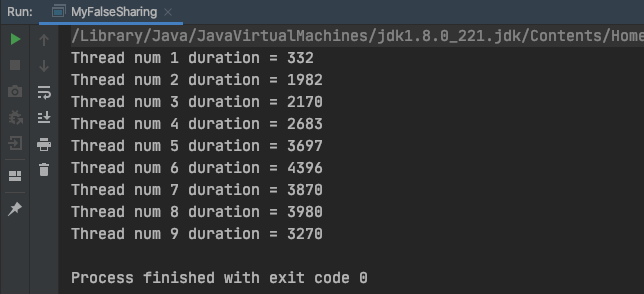 Run: MyFalseSharing
/Library/Java/JavaVirtualMachines/jdk1.8.0_221.jdk/Contents/Home
Thread num 1 duration = 332
Thread num 2 duration = 1982
Thread num 3 duration = 2170
Thread num 4 duration = 2683
Thread num 5 duration = 3697
Thread num 6 duration = 4396
Thread num 7 duration = 3870
Thread num 8 duration = 3980
Thread num 9 duration = 3270
Process finished with exit code 0